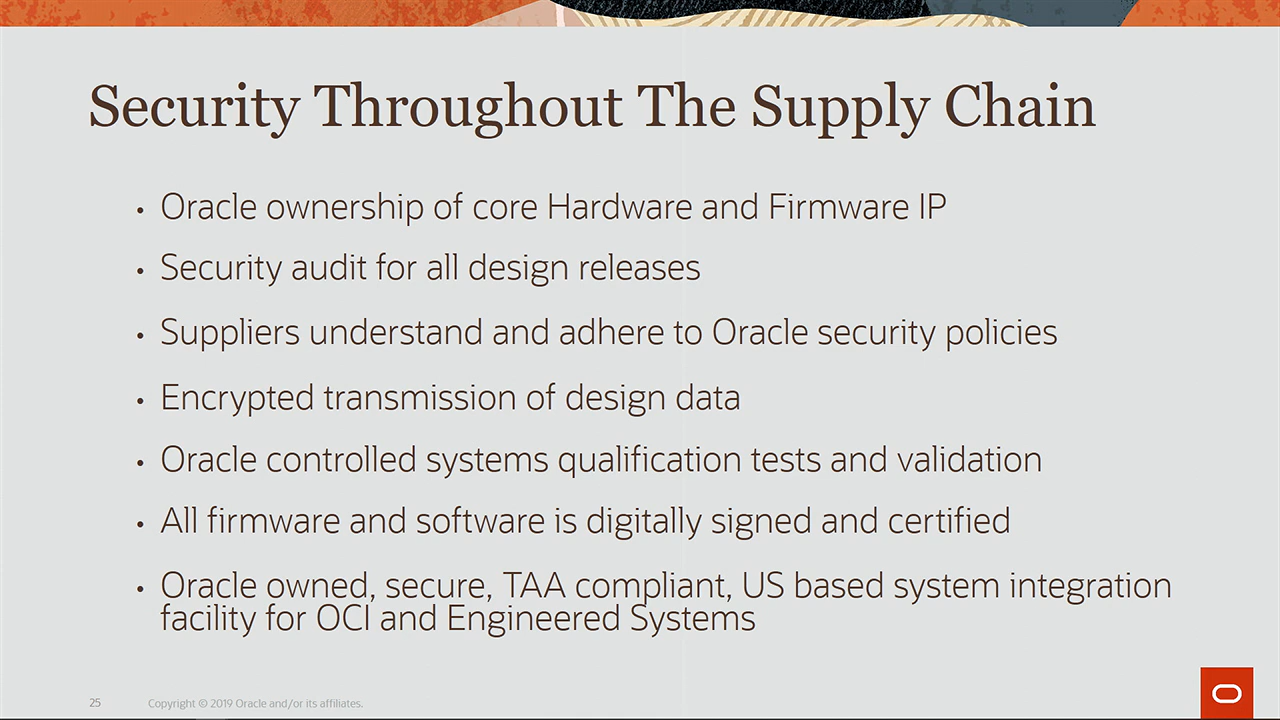 Security Throughout The Supply Chain
• Oracle ownership of core Hardware and Firmware IP
• Security audit for all design releases
• Suppliers understand and adhere to Oracle security policies
• Encrypted transmission of design data
• Oracle controlled systems qualification tests and validation
• All firmware and software is digitally signed and certified
• Oracle owned, secure, TAA compliant, US based system integration
facility for OCI and Engineered Systems
25 Copyright © 2019 Oracle and/or its affiliates.